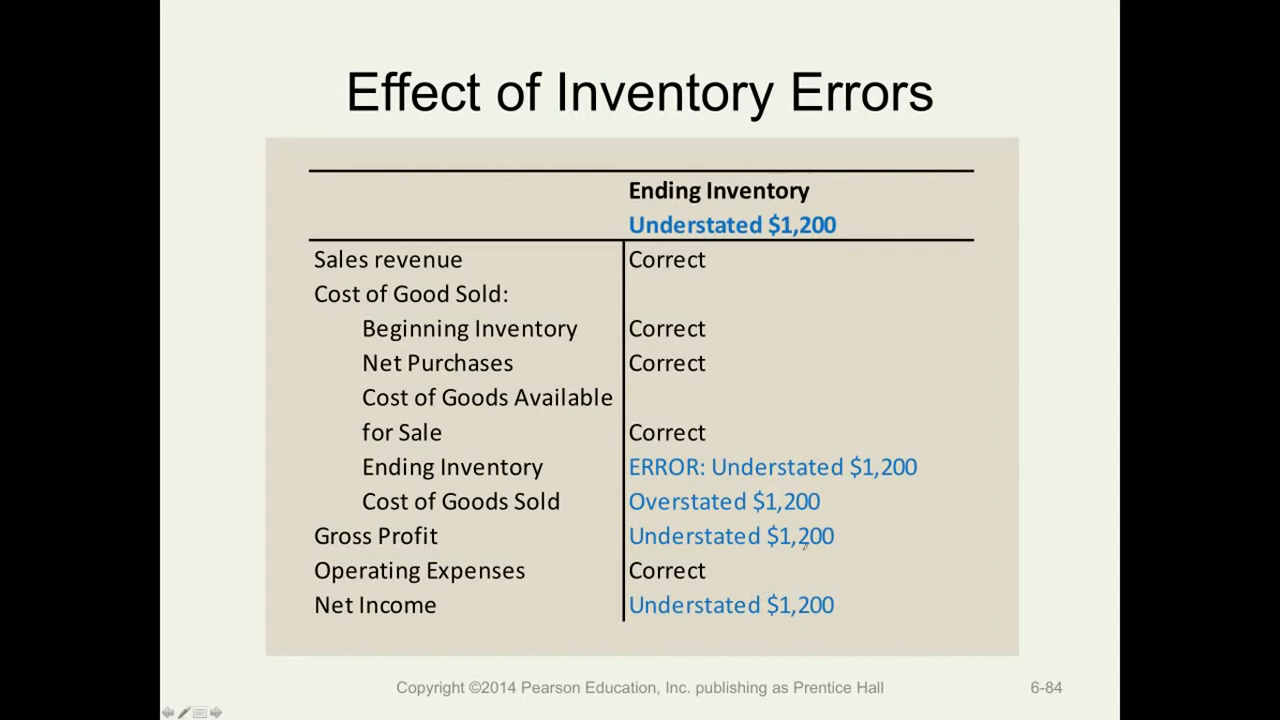 Effect of Inventory Errors
Ending Inventory
Understated $1,200
Sales revenue Correct
Cost of Good Sold:
Beginning Inventory Correct
Net Purchases Correct
Cost of Goods Available
for Sale Correct
Ending Inventory ERROR: Understated $1,200
Cost of Goods Sold Overstated $1,200
Gross Profit Understated $1,200
Operating Expenses Correct
Net Income Understated $1,200
Copyright ©2014 Pearson Education, Inc. publishing as Prentice Hall 6-84